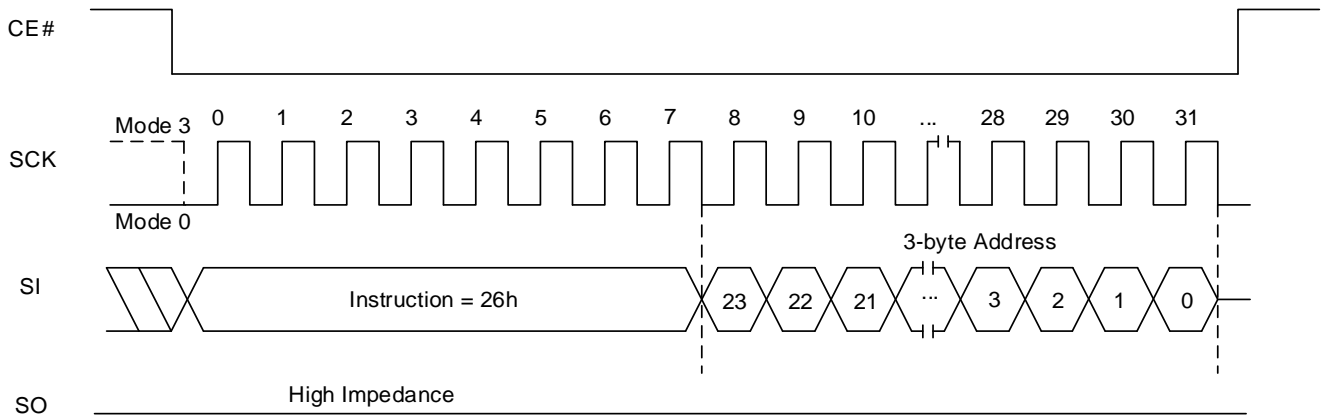 CE#
Mode 3 0 1 2 3 4 5 6 7 8 9 10 ... 28 29 30 31
SCK
Mode 0
3-byte Address
SI
Instruction = 26h 23 22 21 ... 3 2 1 0
High Impedance
SO